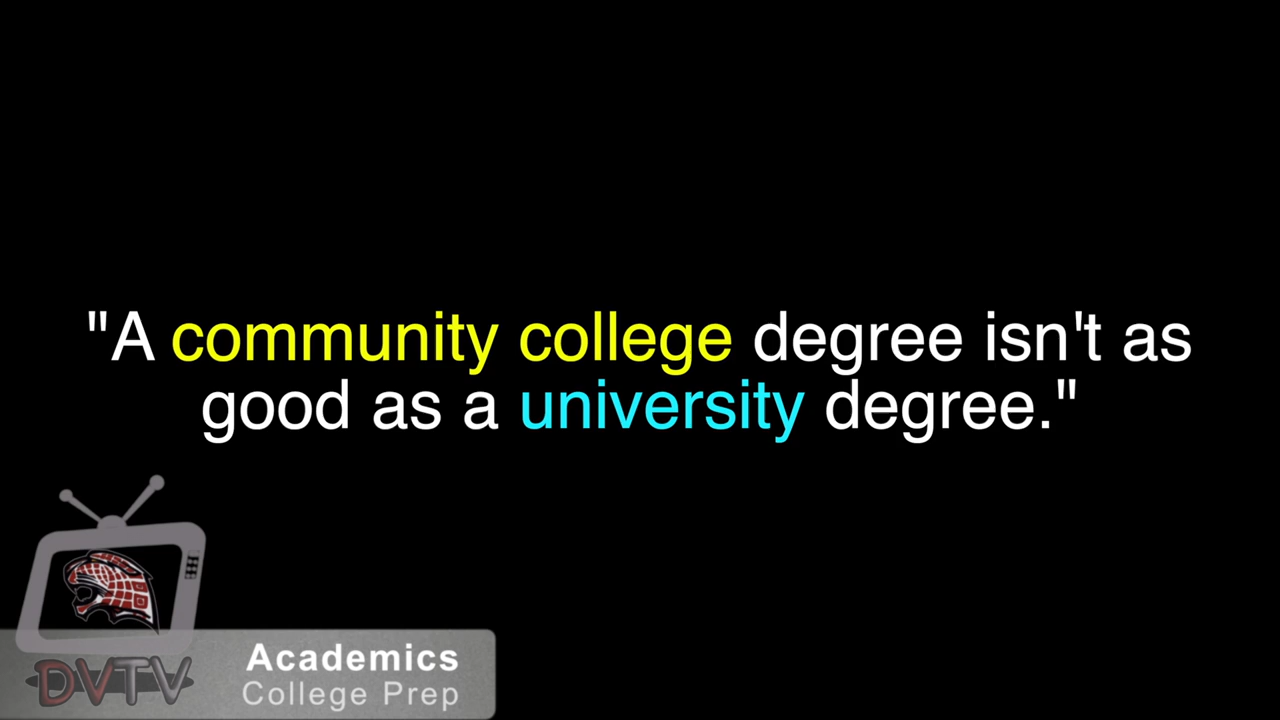 "A community college degree isn't as
good as a university degree."
DVTV
Academics
College Prep